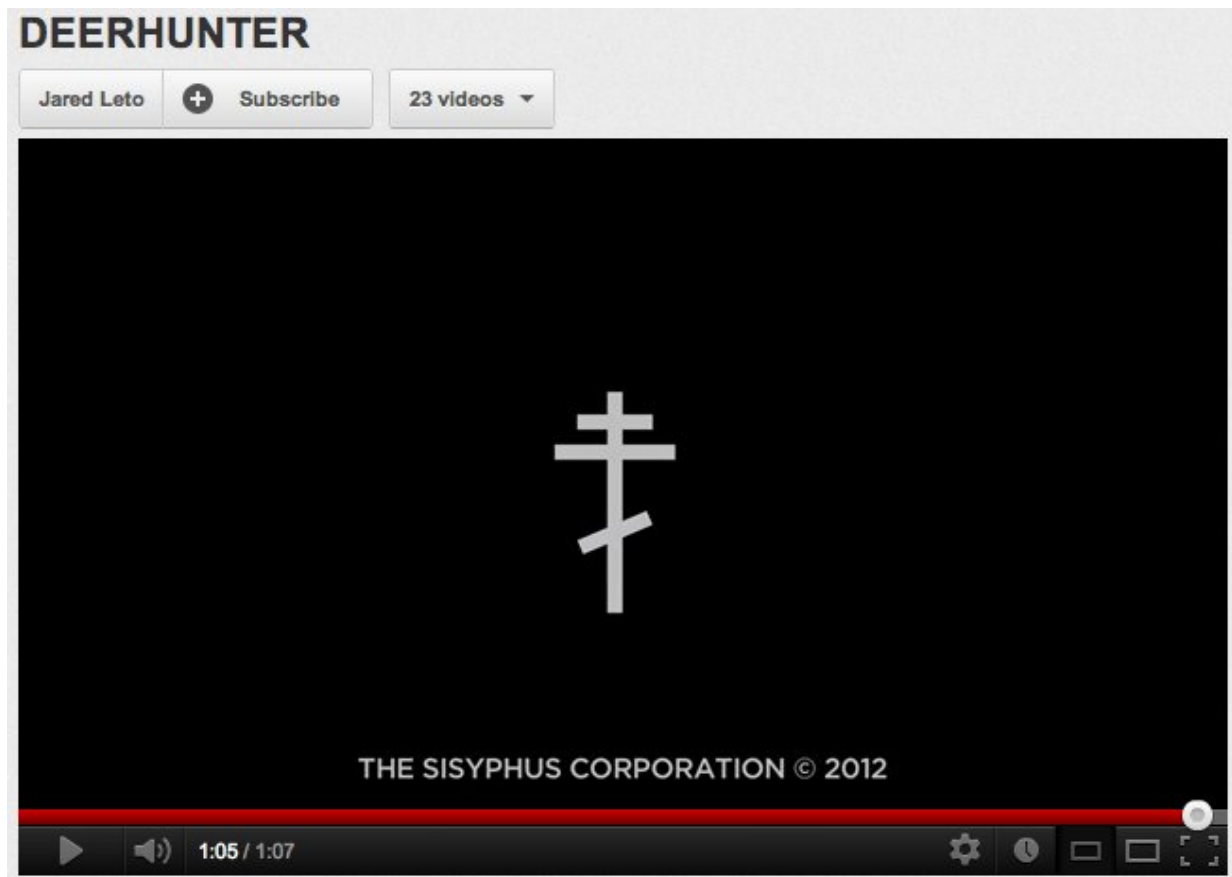 DEERHUNTER
Jared Leto Subscribe 23 videos
THE SISYPHUS CORPORATION © 2012
1:05 / 1:07